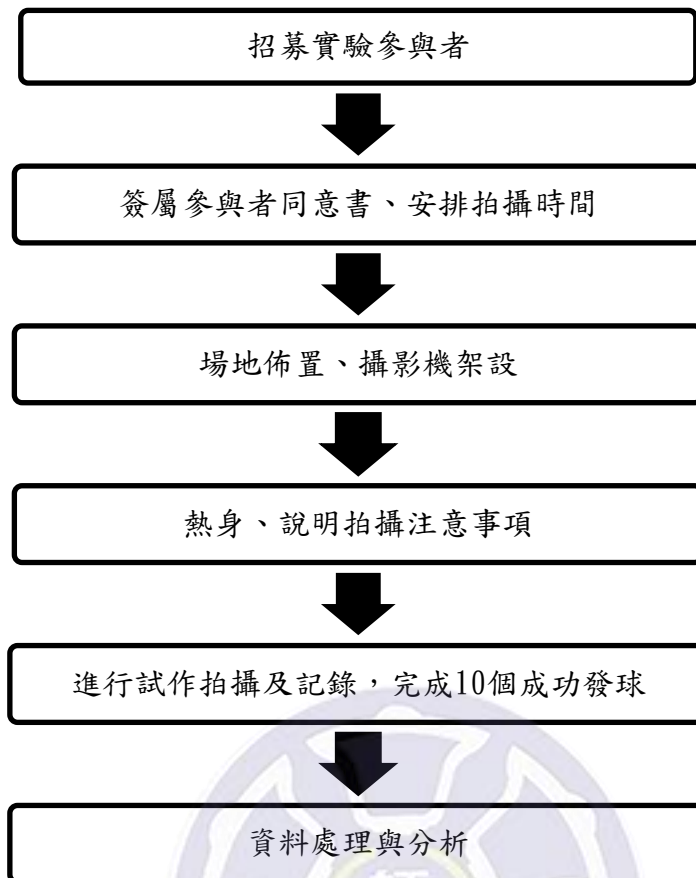 招募實驗參與者
簽屬參與者同意書、安排拍攝時間
場地佈置、攝影機架設
熱身、說明拍攝注意事項
進行試作拍攝及記錄，完成10個成功發球
資料處理與分析